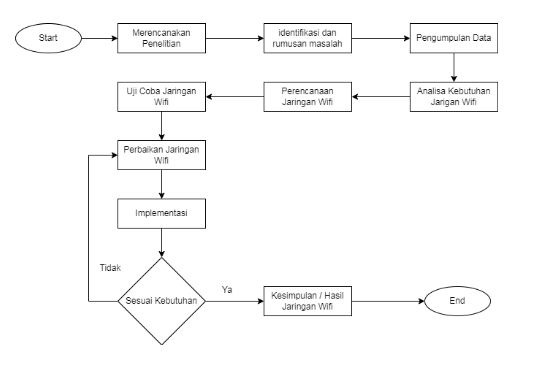 Start
Merencanakan
Penelitian
identifikasi dan
rumusan masalah
Pengumpulan Data
Analisa Kebutuhan
Jarigan Wifi
Perencanaan
Jaringan Wifi
Uji Coba Jaringan
Wifi
Perbaikan Jaringan
Wifi
Implementasi
Sesuai Kebutuhan
Tidak
Ya
Kesimpulan / Hasil
Jaringan Wifi
End